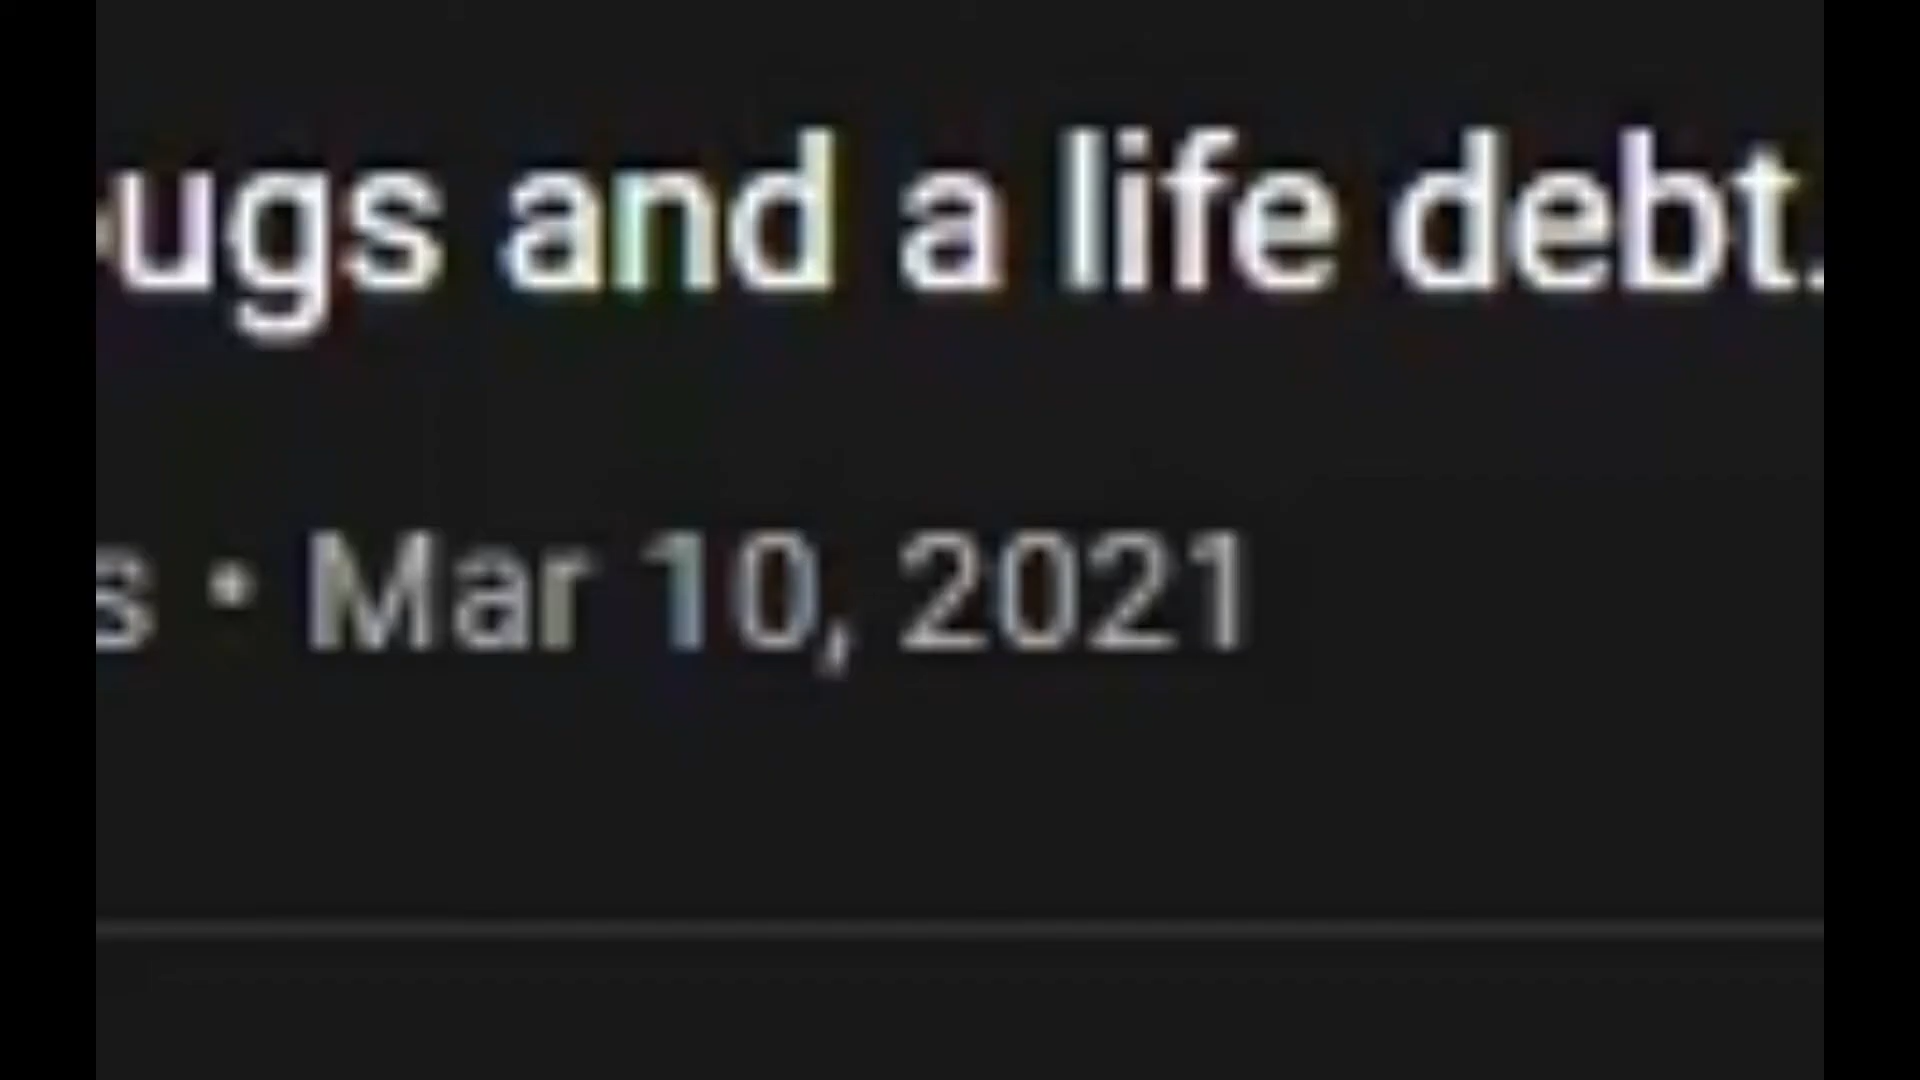 ugs and a life debt.
s • Mar 10, 2021